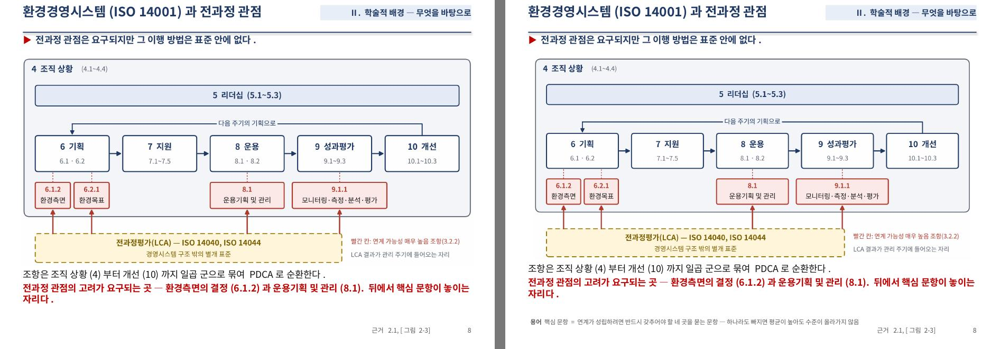 환경경영시스템 (ISO 14001) 과 전과정 관점
II. 학술적 배경 — 무엇을 바탕으로
▶ 전과정 관점은 요구되지만 그 이행 방법은 표준 안에 없다 .
4 조직 상황 (4.1~4.4)
5 리더십 (5.1~5.3)
다음 주기의 기획으로
6 기획
6.1 · 6.2
7 지원
7.1~7.5
8 운용
8.1 · 8.2
9 성과평가
9.1~9.3
10 개선
10.1~10.3
6.1.2
환경측면
6.2.1
환경목표
8.1
운용기획 및 관리
9.1.1
모니터링·측정·분석·평가
전과정평가(LCA) — ISO 14040, ISO 14044
경영시스템 구조 밖의 별개 표준
빨간 칸: 연계 가능성 매우 높음 조항(3.2.2)
LCA 결과가 관리 주기에 들어오는 자리
조항은 조직 상황 (4) 부터 개선 (10) 까지 일곱 군으로 묶여 PDCA 로 순환한다 .
전과정 관점의 고려가 요구되는 곳 — 환경측면의 결정 (6.1.2) 과 운용기획 및 관리 (8.1). 뒤에서 핵심 문항이 놓이는
자리다 .
근거 2.1, [ 그림 2-3]
8
환경경영시스템 (ISO 14001) 과 전과정 관점
II. 학술적 배경 — 무엇을 바탕으로
▶ 전과정 관점은 요구되지만 그 이행 방법은 표준 안에 없다 .
4 조직 상황 (4.1~4.4)
5 리더십 (5.1~5.3)
다음 주기의 기획으로
6 기획
6.1 · 6.2
7 지원
7.1~7.5
8 운용
8.1 · 8.2
9 성과평가
9.1~9.3
10 개선
10.1~10.3
6.1.2
환경측면
6.2.1
환경목표
8.1
운용기획 및 관리
9.1.1
모니터링·측정·분석·평가
전과정평가(LCA) — ISO 14040, ISO 14044
경영시스템 구조 밖의 별개 표준
빨간 칸: 연계 가능성 매우 높음 조항(3.2.2)
LCA 결과가 관리 주기에 들어오는 자리
조항은 조직 상황 (4) 부터 개선 (10) 까지 일곱 군으로 묶여 PDCA 로 순환한다 .
전과정 관점의 고려가 요구되는 곳 — 환경측면의 결정 (6.1.2) 과 운용기획 및 관리 (8.1). 뒤에서 핵심 문항이 놓이는
자리다 .
용어 핵심 문항 = 연계가 성립하려면 반드시 갖추어야 할 네 곳을 묻는 문항 — 하나라도 빠지면 평균이 높아도 수준이 올라가지 않음
근거 2.1, [ 그림 2-3]
8